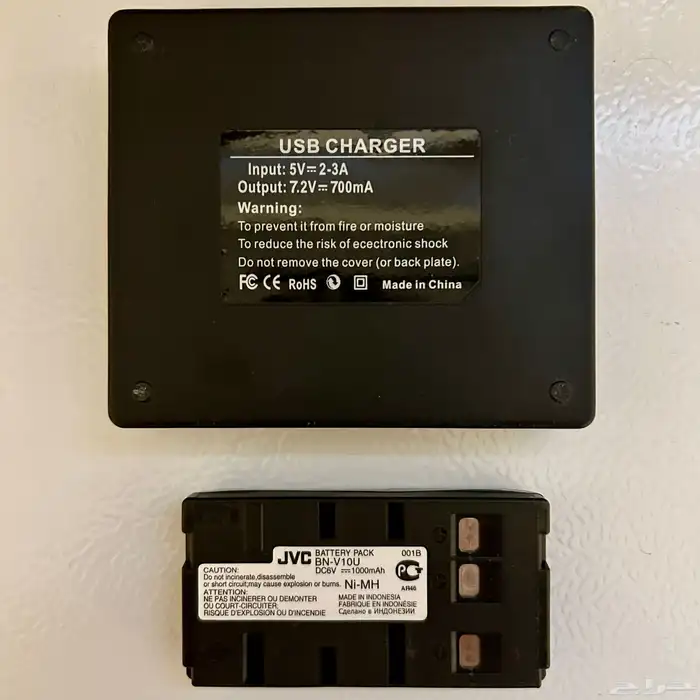 USB CHARGER
Input: 5V⎓2-3A
Output: 7.2V⎓700mA
Warning:
To prevent it from fire or moisture
To reduce the risk of ecectronic shock
Do not remove the cover (or back plate).
FC CE RoHS Made in China
JVC BATTERY PACK 001B
BN-V10U
DC6V ⎓ 1000mAh
Ni-MH
CAUTION:
Do not incinerate,disassemble
or short circuit;may cause explosion or burns.
ATTENTION:
NE PAS INCINERER OU DEMONTER
OU COURT-CIRCUITER;
RISQUE D'EXPLOSION OU D'INCENDIE
MADE IN INDONESIA
FABRIQUE EN INDONÉSIE
Сделано в ИНДОНЕЗИИ
حراج